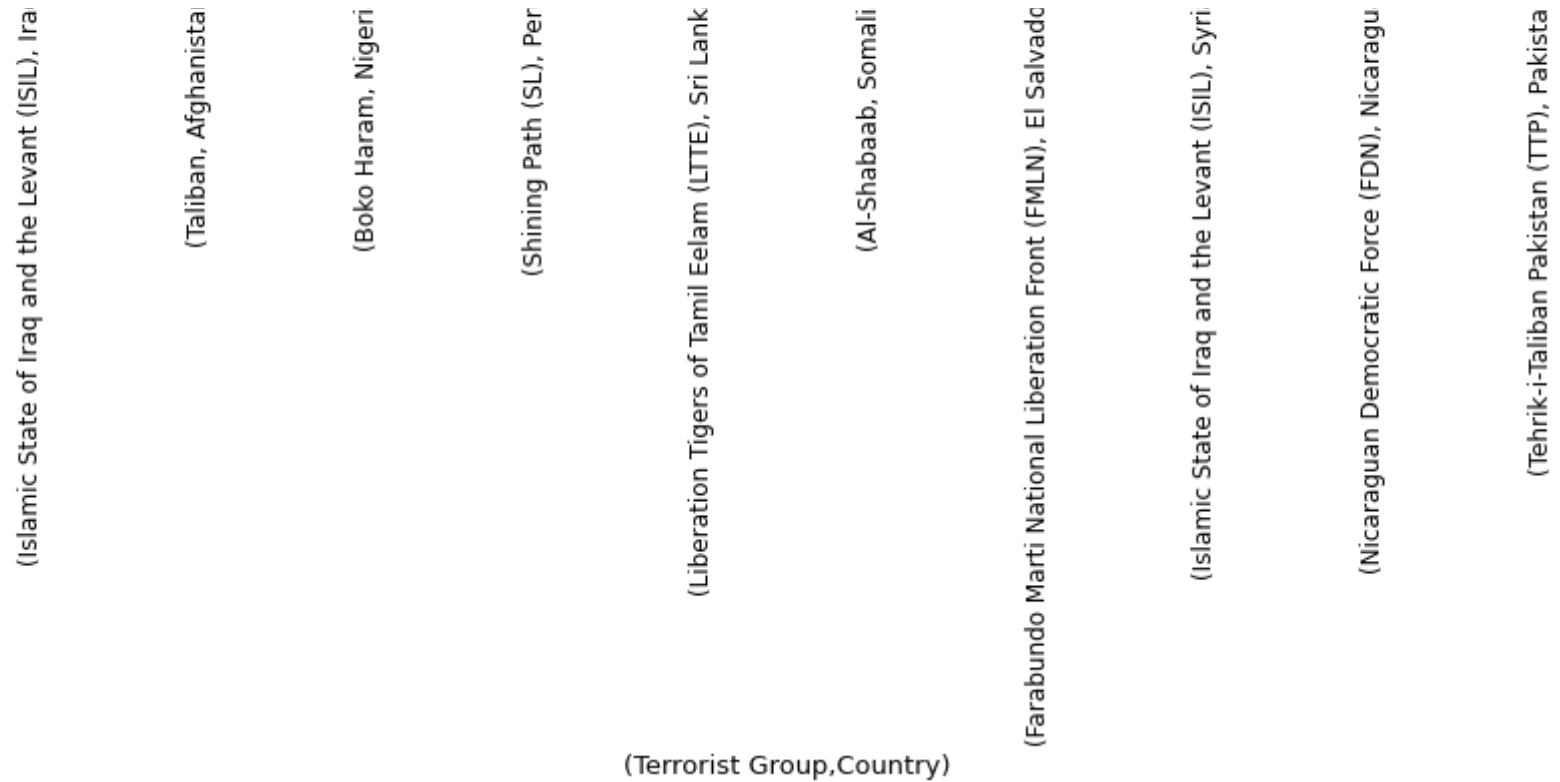 (Islamic State of Iraq and the Levant (ISIL), Ira
(Taliban, Afghanista
(Boko Haram, Nigeri
(Shining Path (SL), Per
(Liberation Tigers of Tamil Eelam (LTTE), Sri Lank
(Al-Shabaab, Somali
(Farabundo Marti National Liberation Front (FMLN), El Salvado
(Islamic State of Iraq and the Levant (ISIL), Syri
(Nicaraguan Democratic Force (FDN), Nicaragu
(Tehrik-i-Taliban Pakistan (TTP), Pakista
(Terrorist Group,Country)